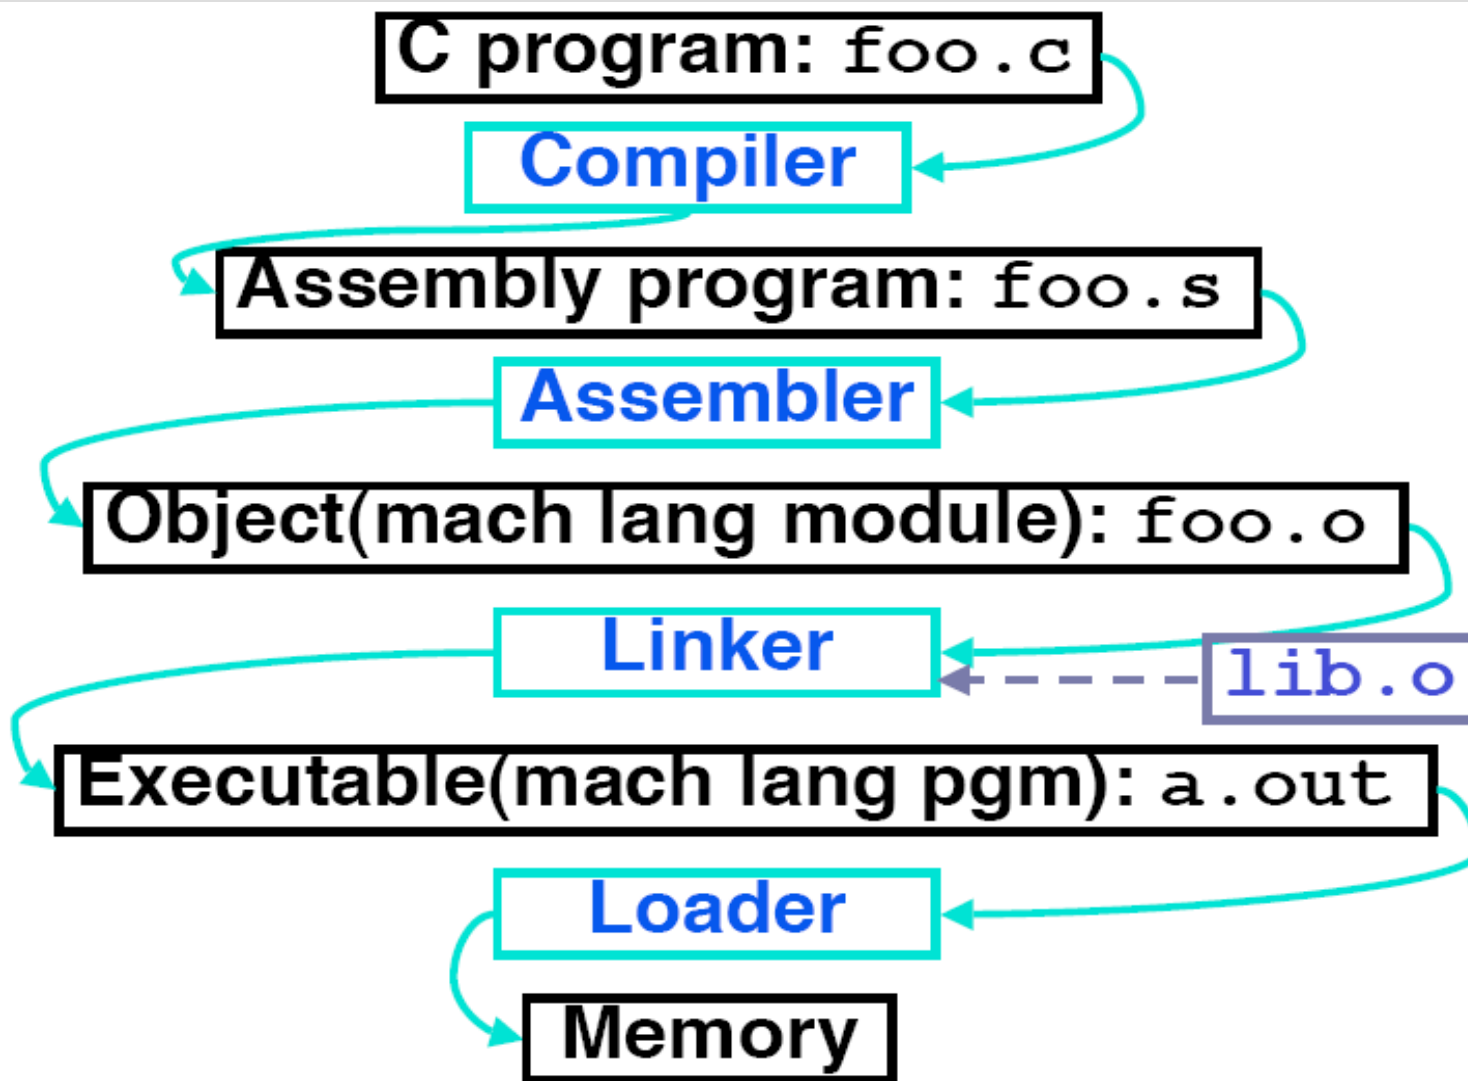 C program: foo.c
Compiler
Assembly program: foo.s
Assembler
Object(mach lang module): foo.o
Linker
lib.o
Executable(mach lang pgm): a.out
Loader
Memory